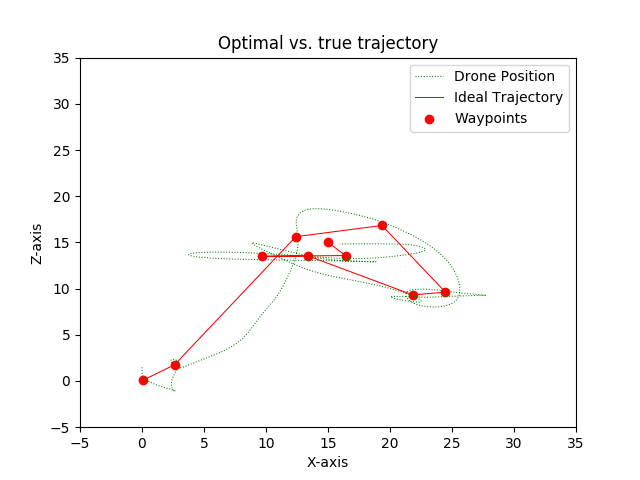 Optimal vs. true trajectory
Drone Position
Ideal Trajectory
Waypoints
Z-axis
35
30
25
20
15
10
5
0
−5
−5 0 5 10 15 20 25 30 35
X-axis